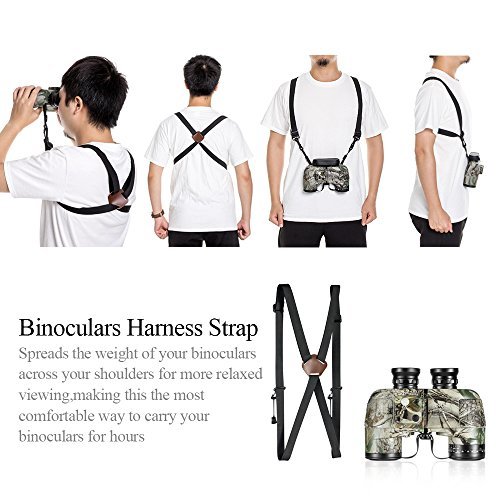 Binoculars Harness Strap
Spreads the weight of your binoculars
across your shoulders for more relaxed
viewing,making this the most
comfortable way to carry your
binoculars for hours